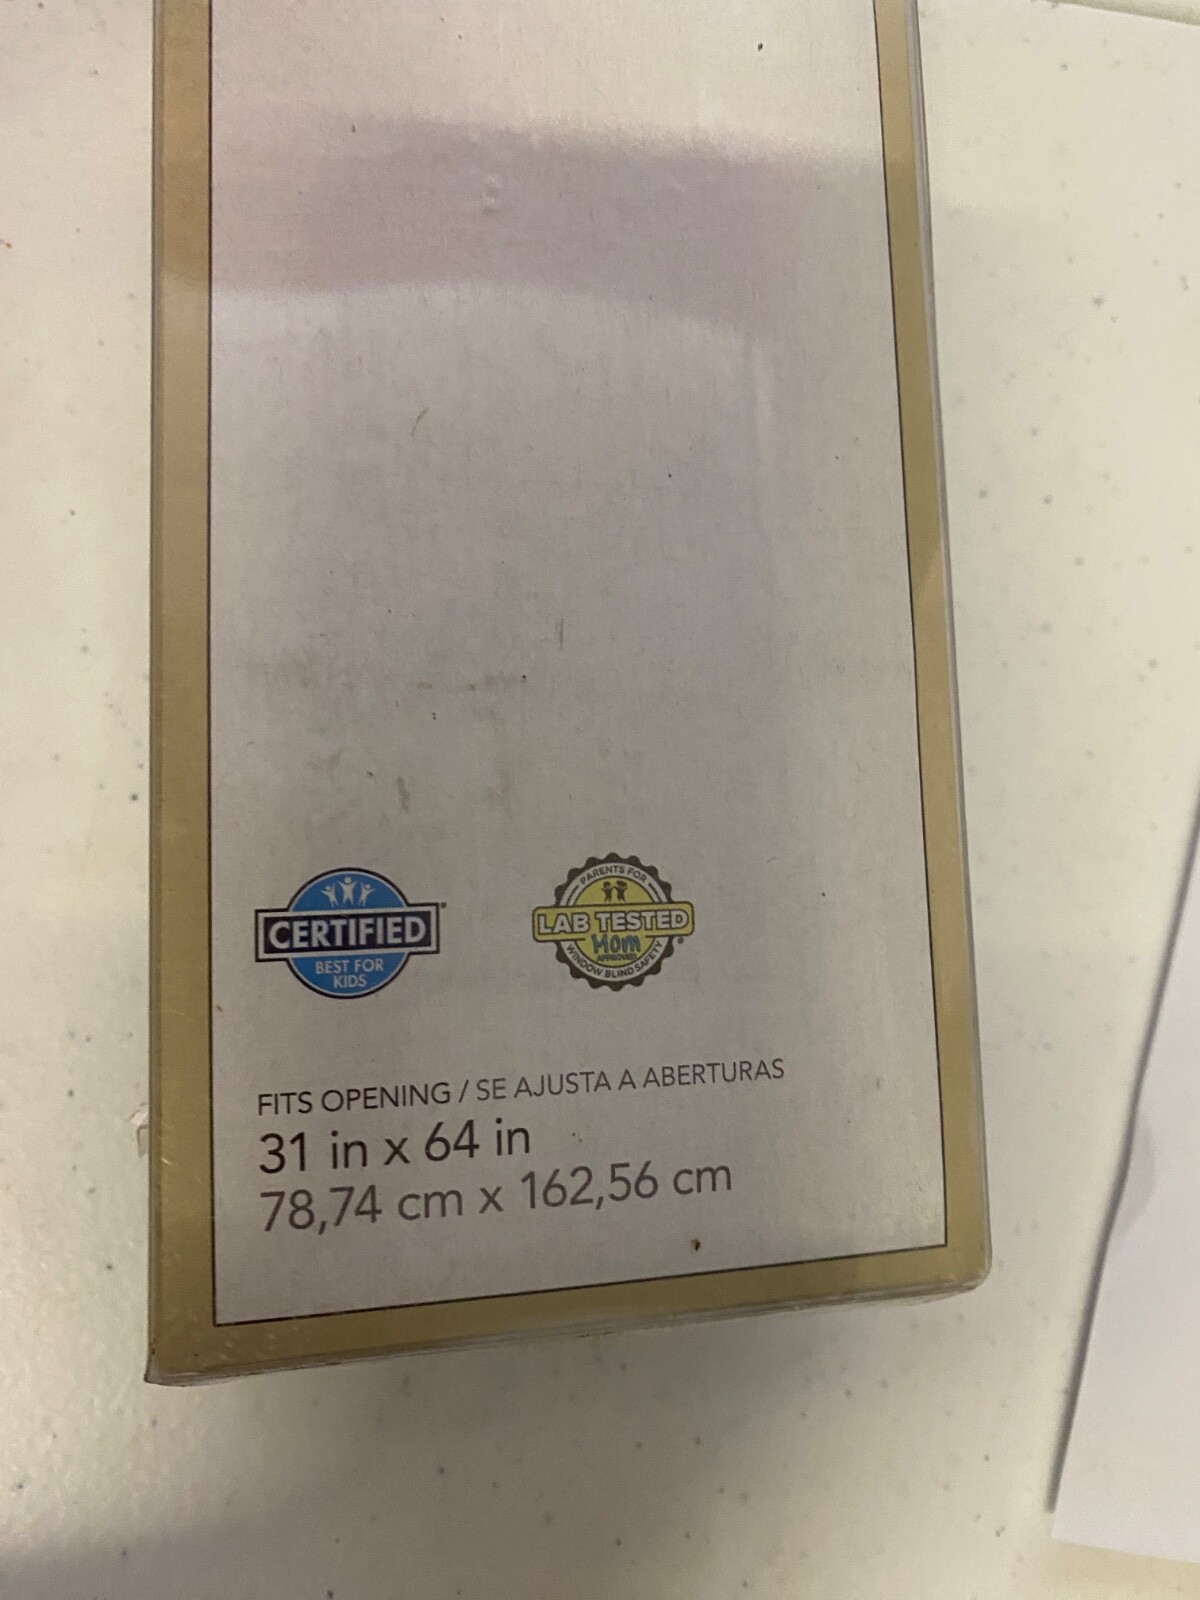 CERTIFIED
BEST FOR
KIDS
PARENTS FOR
LAB TESTED
Mom
APPROVED
WINDOW BLIND SAFETY
FITS OPENING / SE AJUSTA A ABERTURAS
31 in x 64 in
78,74 cm x 162,56 cm